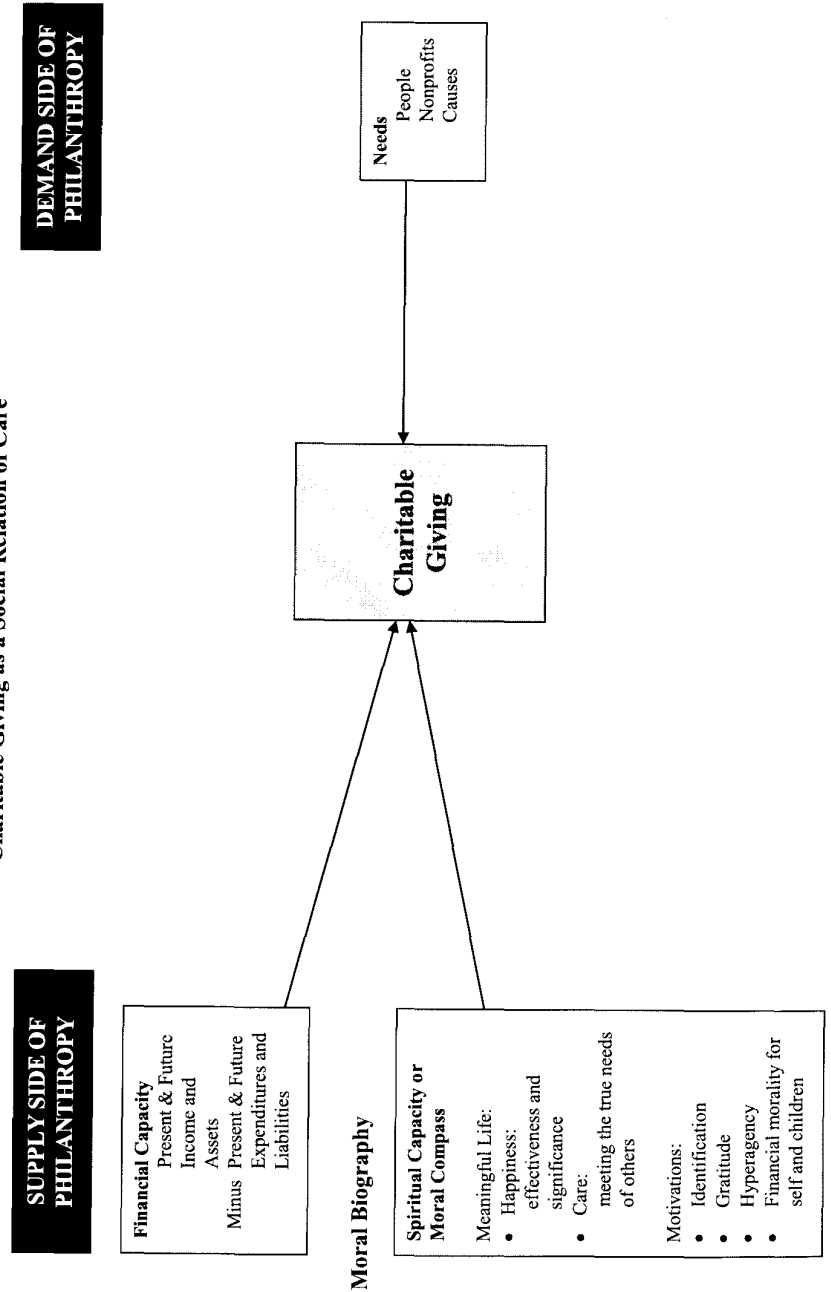 Charitable Giving as a Social Relation of Care
SUPPLY SIDE OF
PHILANTHROPY
DEMAND SIDE OF
PHILANTHROPY
Financial Capacity
Present & Future
Income and
Assets
Minus Present & Future
Expenditures and
Liabilities
Moral Biography
Spiritual Capacity or
Moral Compass
Meaningful Life:
• Happiness:
effectiveness and
significance
• Care:
meeting the true needs
of others
Motivations:
• Identification
• Gratitude
• Hyperagency
• Financial morality for
self and children
Charitable
Giving
Needs
People
Nonprofits
Causes